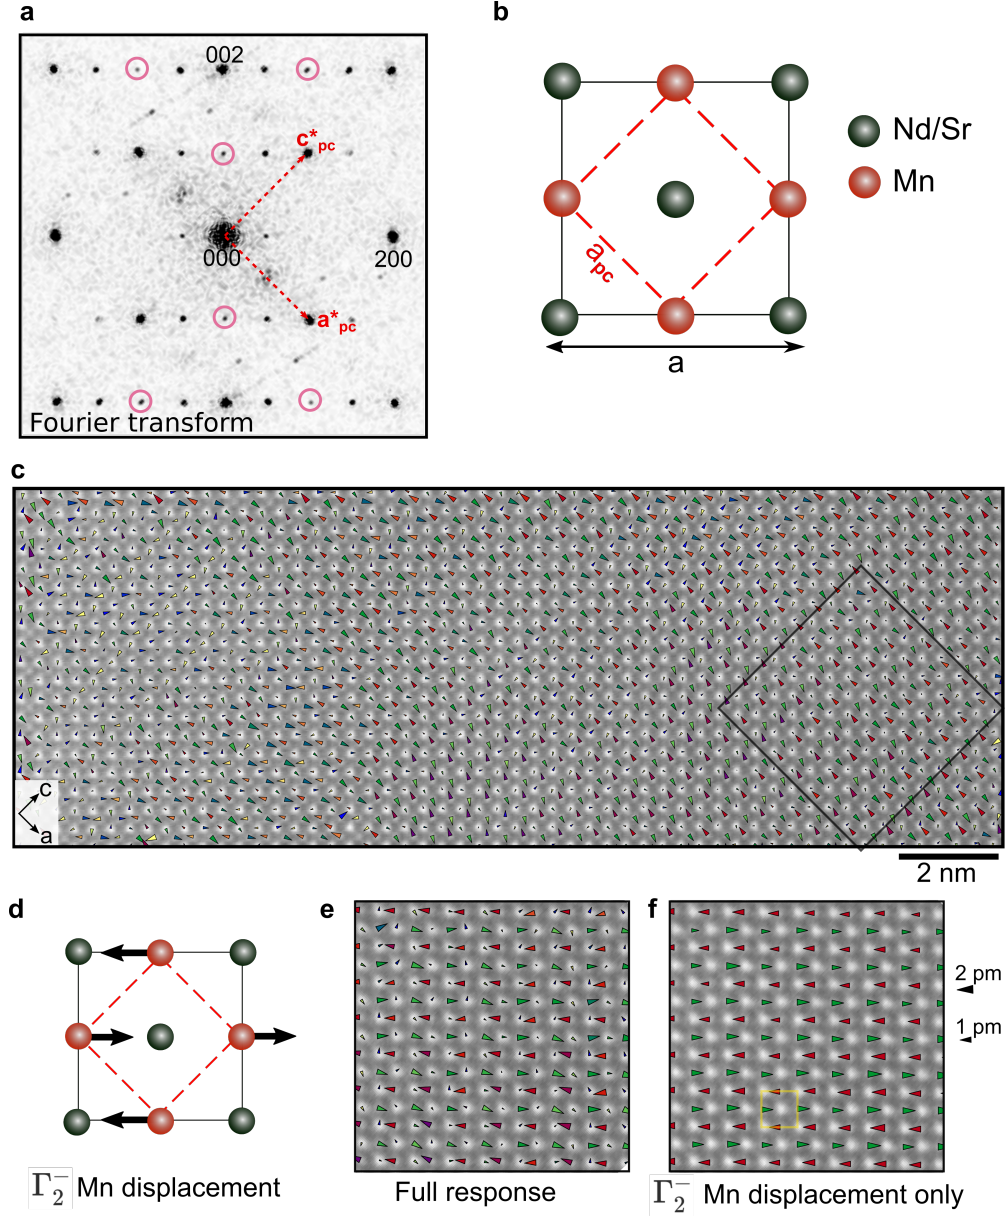 a
002
c*pc
000
200
a*pc
Fourier transform
b
Nd/Sr
Mn
apc
a
c
c
a
2 nm
d
Γ2− Mn displacement
e
Full response
f
2 pm
1 pm
Γ2− Mn displacement only